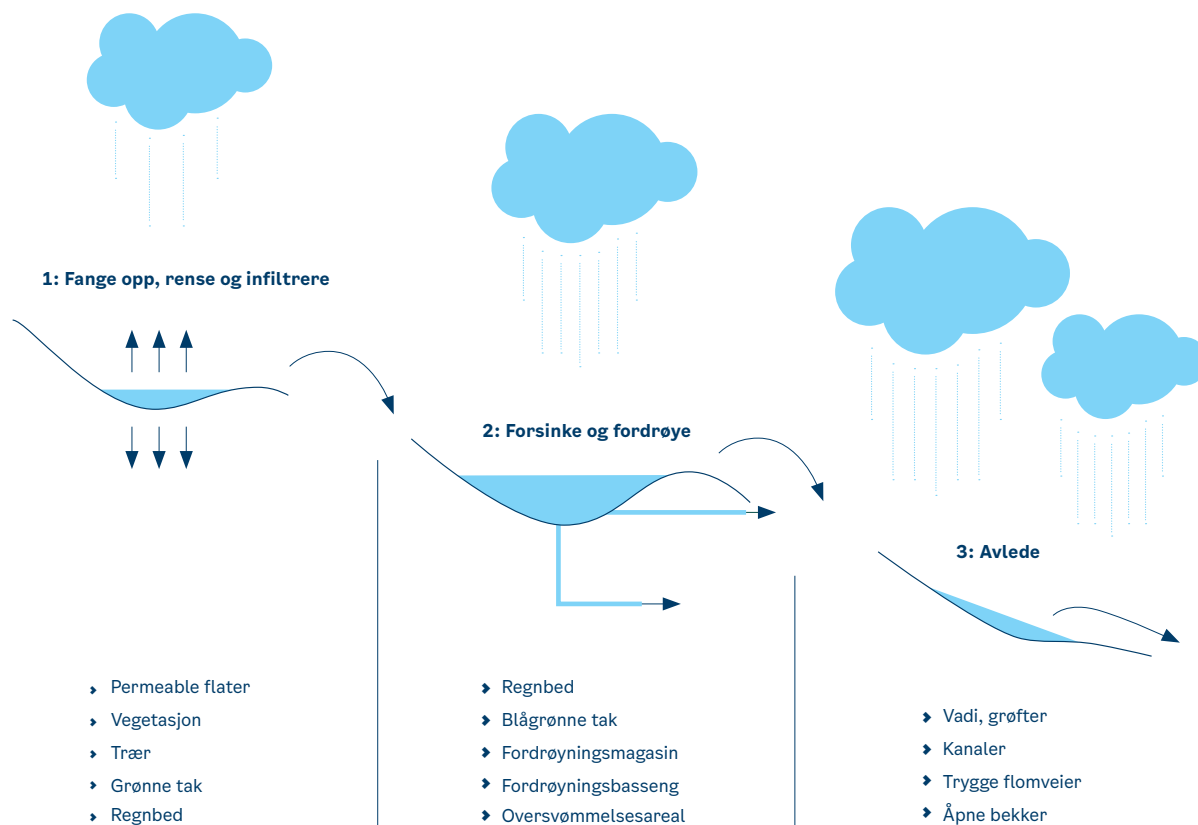 1: Fange opp, rense og infiltrere
2: Forsinke og fordrøye
3: Avlede
Permeable flater
Vegetasjon
Trær
Grønne tak
Regnbed
Regnbed
Blågrønne tak
Fordrøyningsmagasin
Fordrøyningsbasseng
Oversvømmelsesareal
Vadi, grøfter
Kanaler
Trygge flomveier
Åpne bekker